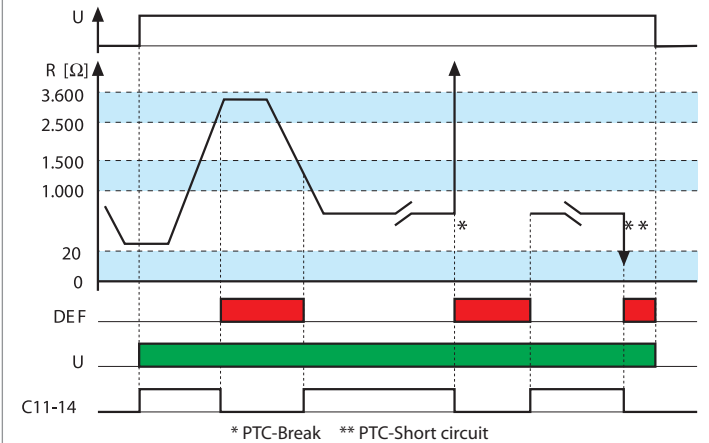 U
R [Ω]
3.600
2.500
1.500
1.000
*
* *
20
0
DEF
U
C11-14
* PTC-Break ** PTC-Short circuit